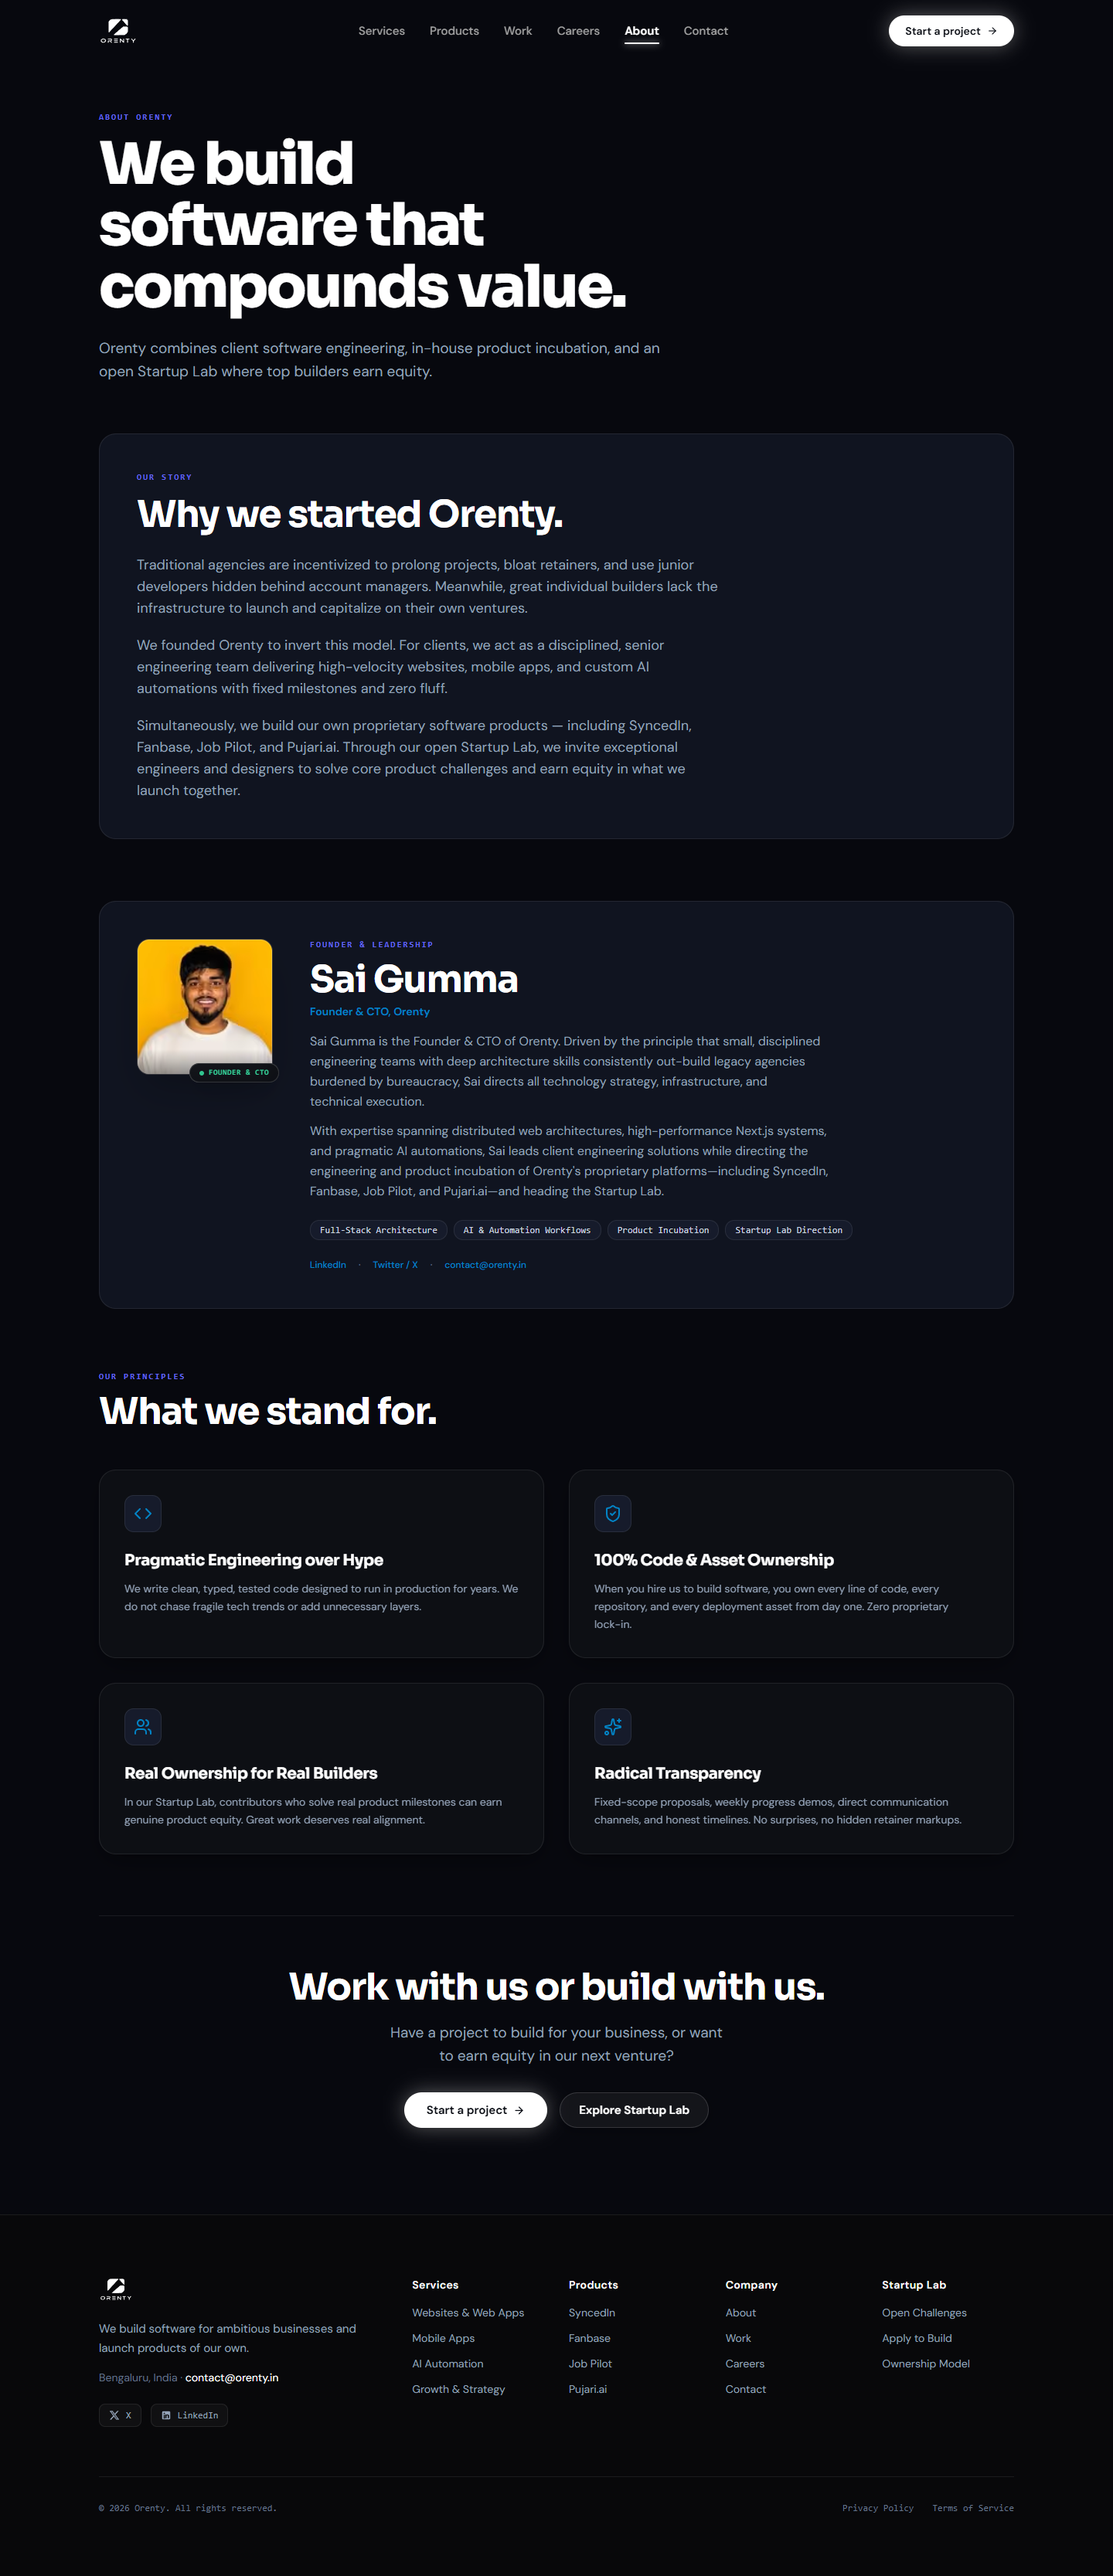 ORENTY
Services
Products
Work
Careers
About
Contact
Start a project →
ABOUT ORENTY
We build
software that
compounds value.
Orenty combines client software engineering, in-house product incubation, and an
open Startup Lab where top builders earn equity.
OUR STORY
Why we started Orenty.
Traditional agencies are incentivized to prolong projects, bloat retainers, and use junior
developers hidden behind account managers. Meanwhile, great individual builders lack the
infrastructure to launch and capitalize on their own ventures.
We founded Orenty to invert this model. For clients, we act as a disciplined, senior
engineering team delivering high-velocity websites, mobile apps, and custom AI
automations with fixed milestones and zero fluff.
Simultaneously, we build our own proprietary software products — including SyncedIn,
Fanbase, Job Pilot, and Pujari.ai. Through our open Startup Lab, we invite exceptional
engineers and designers to solve core product challenges and earn equity in what we
launch together.
FOUNDER & CTO
FOUNDER & LEADERSHIP
Sai Gumma
Founder & CTO, Orenty
Sai Gumma is the Founder & CTO of Orenty. Driven by the principle that small, disciplined
engineering teams with deep architecture skills consistently out-build legacy agencies
burdened by bureaucracy, Sai directs all technology strategy, infrastructure, and
technical execution.
With expertise spanning distributed web architectures, high-performance Next.js systems,
and pragmatic AI automations, Sai leads client engineering solutions while directing the
engineering and product incubation of Orenty's proprietary platforms—including SyncedIn,
Fanbase, Job Pilot, and Pujari.ai—and heading the Startup Lab.
Full-Stack Architecture
AI & Automation Workflows
Product Incubation
Startup Lab Direction
LinkedIn · Twitter / X · contact@orenty.in
OUR PRINCIPLES
What we stand for.
Pragmatic Engineering over Hype
We write clean, typed, tested code designed to run in production for years. We
do not chase fragile tech trends or add unnecessary layers.
100% Code & Asset Ownership
When you hire us to build software, you own every line of code, every
repository, and every deployment asset from day one. Zero proprietary
lock-in.
Real Ownership for Real Builders
In our Startup Lab, contributors who solve real product milestones can earn
genuine product equity. Great work deserves real alignment.
Radical Transparency
Fixed-scope proposals, weekly progress demos, direct communication
channels, and honest timelines. No surprises, no hidden retainer markups.
Work with us or build with us.
Have a project to build for your business, or want
to earn equity in our next venture?
Start a project →
Explore Startup Lab
ORENTY
We build software for ambitious businesses and
launch products of our own.
Bengaluru, India · contact@orenty.in
X
LinkedIn
Services
Websites & Web Apps
Mobile Apps
AI Automation
Growth & Strategy
Products
SyncedIn
Fanbase
Job Pilot
Pujari.ai
Company
About
Work
Careers
Contact
Startup Lab
Open Challenges
Apply to Build
Ownership Model
© 2026 Orenty. All rights reserved.
Privacy Policy
Terms of Service